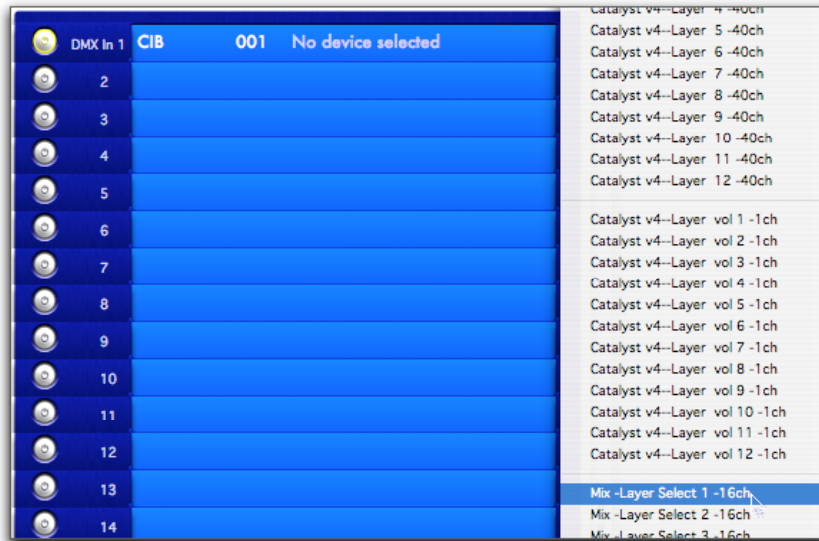 DMX In 1 CIB 001 No device selected
2
3
4
5
6
7
8
9
10
11
12
13
14
Catalyst v4--Layer 4 -40ch
Catalyst v4--Layer 5 -40ch
Catalyst v4--Layer 6 -40ch
Catalyst v4--Layer 7 -40ch
Catalyst v4--Layer 8 -40ch
Catalyst v4--Layer 9 -40ch
Catalyst v4--Layer 10 -40ch
Catalyst v4--Layer 11 -40ch
Catalyst v4--Layer 12 -40ch
Catalyst v4--Layer vol 1 -1ch
Catalyst v4--Layer vol 2 -1ch
Catalyst v4--Layer vol 3 -1ch
Catalyst v4--Layer vol 4 -1ch
Catalyst v4--Layer vol 5 -1ch
Catalyst v4--Layer vol 6 -1ch
Catalyst v4--Layer vol 7 -1ch
Catalyst v4--Layer vol 8 -1ch
Catalyst v4--Layer vol 9 -1ch
Catalyst v4--Layer vol 10 -1ch
Catalyst v4--Layer vol 11 -1ch
Catalyst v4--Layer vol 12 -1ch
Mix -Layer Select 1 -16ch
Mix -Layer Select 2 -16ch
Mix -Layer Select 3 -16ch